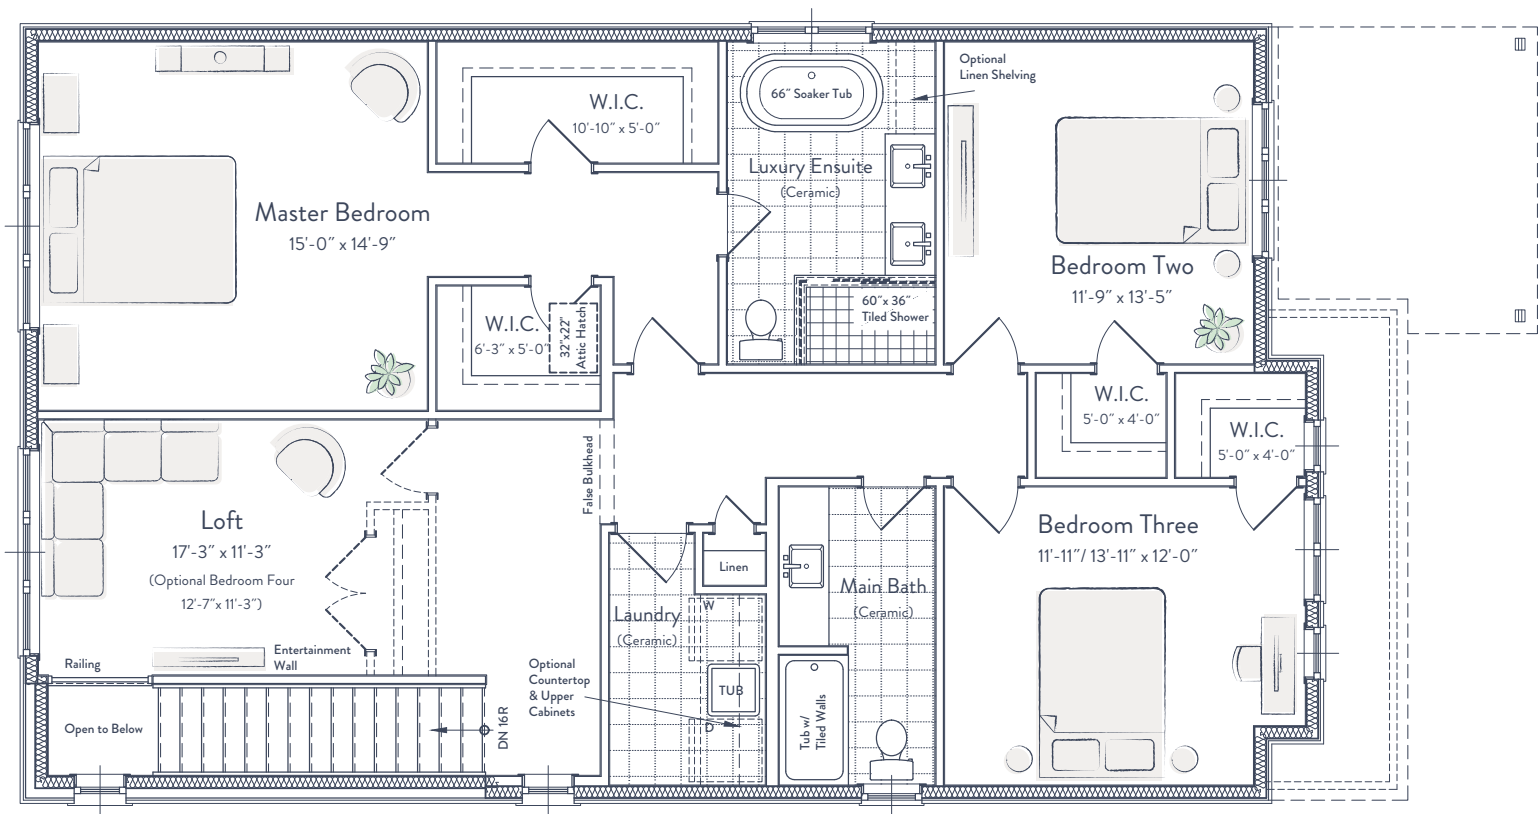 Optional
Linen Shelving
66" Soaker Tub
W.I.C.
10'-10" x 5'-0"
Luxury Ensuite
(Ceramic)
Master Bedroom
15'-0" x 14'-9"
Bedroom Two
11'-9" x 13'-5"
60"x 36"
Tiled Shower
W.I.C.
6'-3" x 5'-0"
32"x22"
Attic Hatch
W.I.C.
5'-0" x 4'-0"
W.I.C.
5'-0" x 4'-0"
False Bulkhead
Loft
17'-3" x 11'-3"
(Optional Bedroom Four
12'-7"x 11'-3")
Bedroom Three
11'-11"/ 13'-11" x 12'-0"
Linen
Main Bath
(Ceramic)
Laundry
(Ceramic)
W
Entertainment
Wall
Railing
Optional
Countertop
& Upper
Cabinets
TUB
D
Open to Below
DN 16R
Tub w/
Tiled Walls